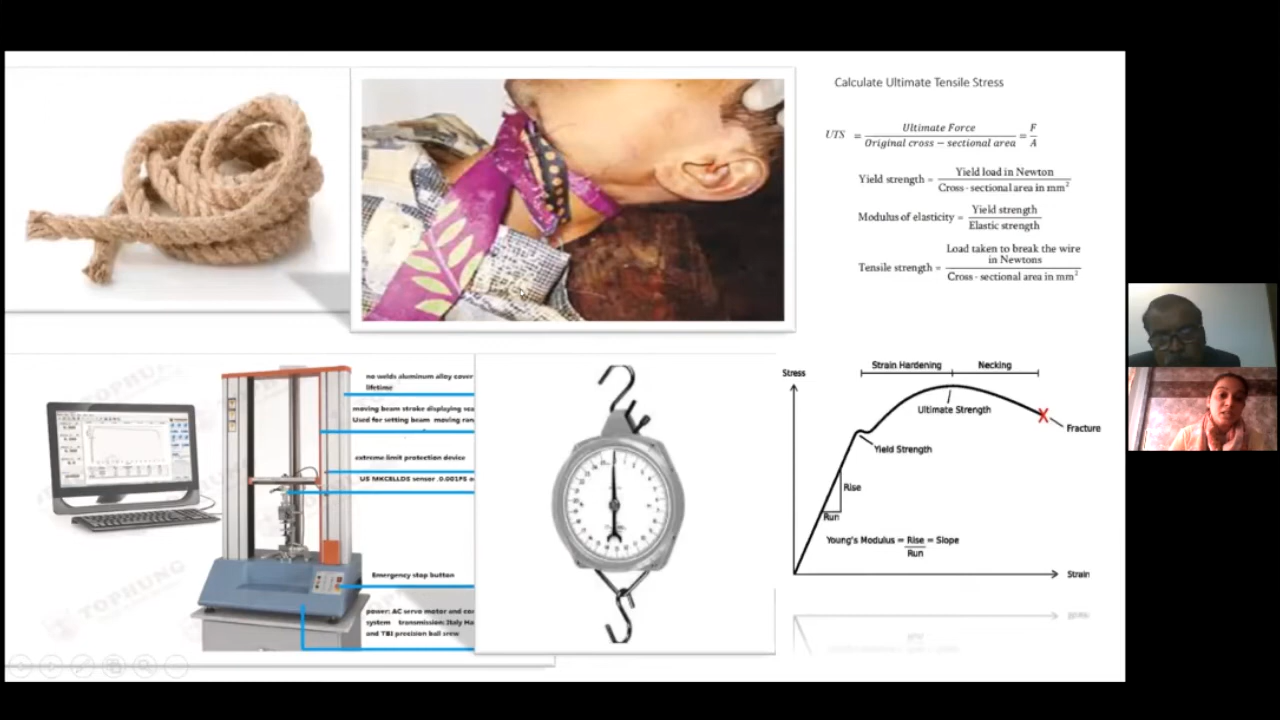 Calculate Ultimate Tensile Stress
UTS = Ultimate Force / Original cross − sectional area = F / A
Yield strength = Yield load in Newton / Cross - sectional area in mm²
Modulus of elasticity = Yield strength / Elastic strength
Tensile strength = Load taken to break the wire
in Newtons / Cross - sectional area in mm²
no welds aluminum alloy cover
lifetime
moving beam stroke displaying
Used for setting beam moving
extreme limit protection device
sensor
Emergency stop button
power: AC servo motor and
system transmission: Italy
and TBI precision ball screw
TOPHUNG
Strain Hardening
Necking
Stress
Ultimate Strength
Fracture
Yield Strength
Rise
Run
Young's Modulus = Rise / Run = Slope
Strain